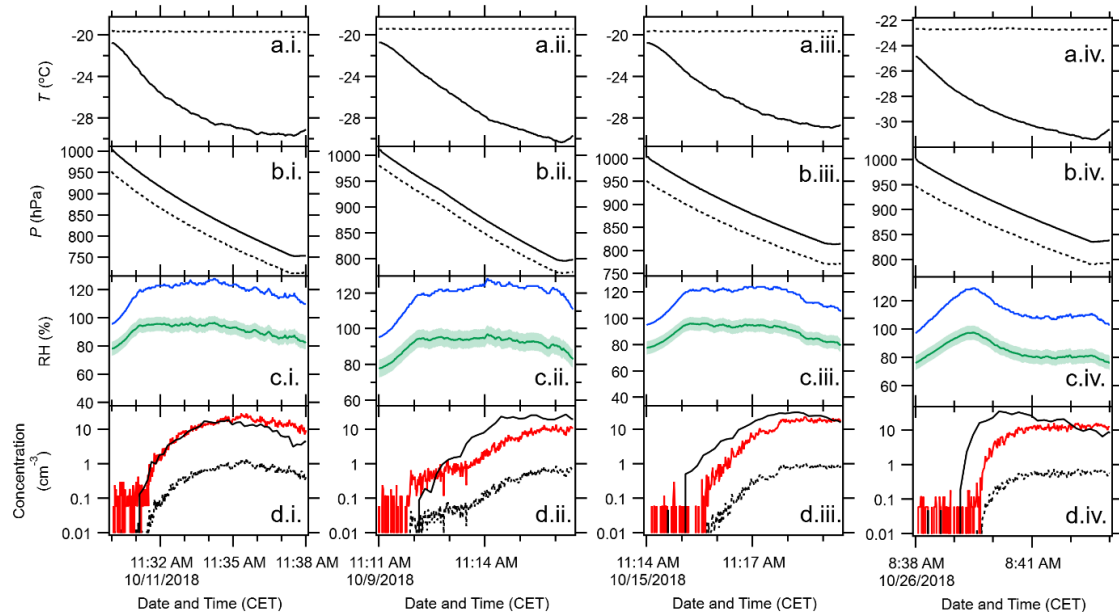 -20
-24
-28
T (°C)
a.i.
-20
-24
-28
a.ii.
-20
-24
-28
a.iii.
-22
-24
-26
-28
-30
a.iv.
1000
950
900
850
800
750
P (hPa)
b.i.
1000
950
900
850
800
b.ii.
1000
950
900
850
800
750
b.iii.
1000
950
900
850
800
b.iv.
120
100
80
60
40
RH (%)
c.i.
120
100
80
60
c.ii.
120
100
80
60
40
c.iii.
120
100
80
60
c.iv.
10
1
0.1
0.01
Concentration
(cm-3)
d.i.
10
1
0.1
0.01
d.ii.
10
1
0.1
0.01
d.iii.
10
1
0.1
0.01
d.iv.
11:32 AM 11:35 AM 11:38 AM
10/11/2018
Date and Time (CET)
11:11 AM 11:14 AM
10/9/2018
Date and Time (CET)
11:14 AM 11:17 AM
10/15/2018
Date and Time (CET)
8:38 AM 8:41 AM
10/26/2018
Date and Time (CET)